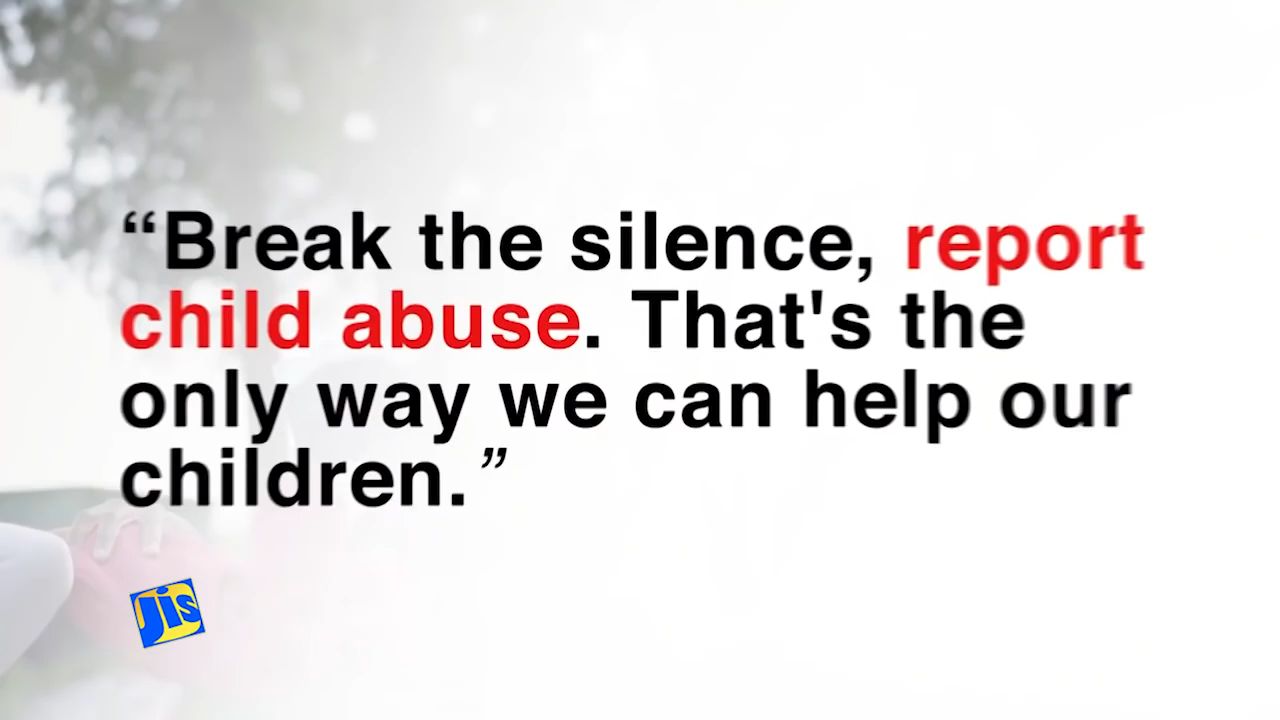 “Break the silence, report
child abuse. That's the
only way we can help our
children.”
Jis